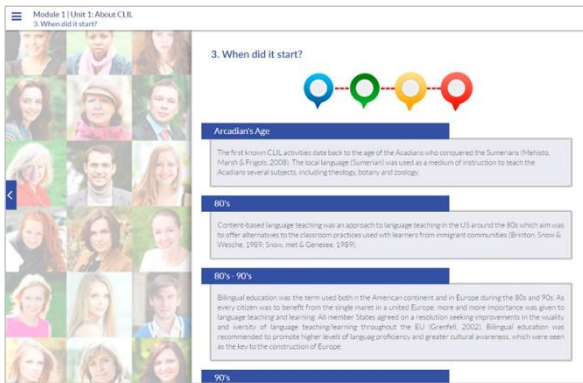 Module 1 | Unit 1: About CLIL
3. When did it start?
3. When did it start?
Arcadian's Age
The first known CLIL activities date back to the age of the Acadians who conquered the Sumerians (Mehisto,
Marsh & Frigols, 2008). The local language (Sumerian) was used as a medium of instruction to teach the
Acadians several subjects, including theology, botany and zoology.
80's
Content-based language teaching was an approach to language teaching in the US around the 80s which aim was
to offer alternatives to the classroom practices used wth learners from inmigrant communities (Brinton, Snow &
Wesche, 1989; Snow, met & Genesee, 1989).
80's - 90's
Bilingual education was the term used both n the American continent and in Europe during the 80s and 90s. As
every citizen was to benefit from the single maret in a united Europe, more and more importance was given to
language teaching and learning. All member States agreed on a resolution seeking improvements in the wuality
and iversity of language teaching/learning throughout the EU (Grenfell, 2002). Bilingual education was
recommended to promote higher levels of languag proficiency and greater cultural awareness, which were seen
as the key to the construction of Europe.
90's